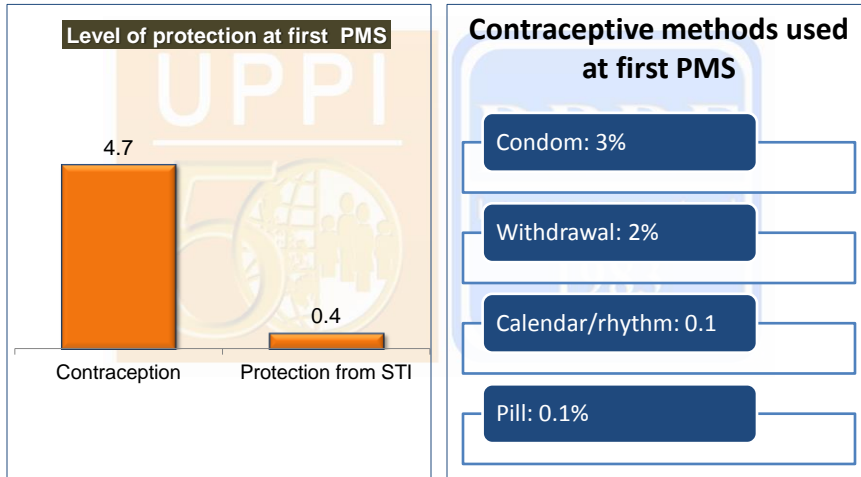 Level of protection at first PMS
UPPI
4.7
50
0.4
Contraception
Protection from STI
Contraceptive methods used
at first PMS
Condom: 3%
Withdrawal: 2%
Calendar/rhythm: 0.1
Pill: 0.1%